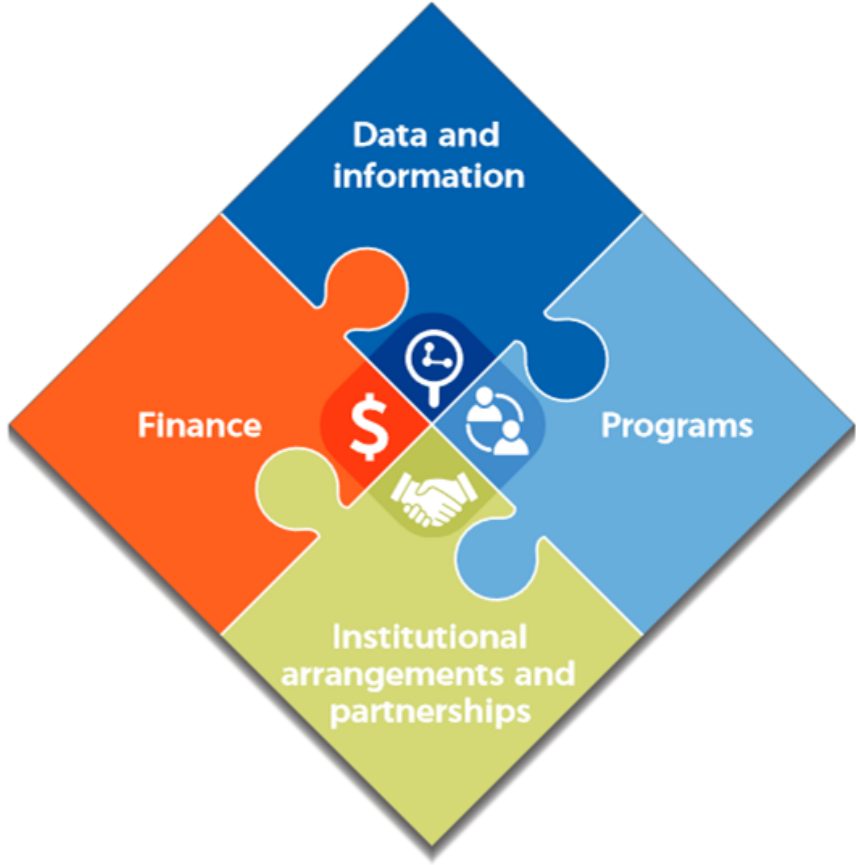 Data and
information
Finance
$
Programs
Institutional
arrangements and
partnerships